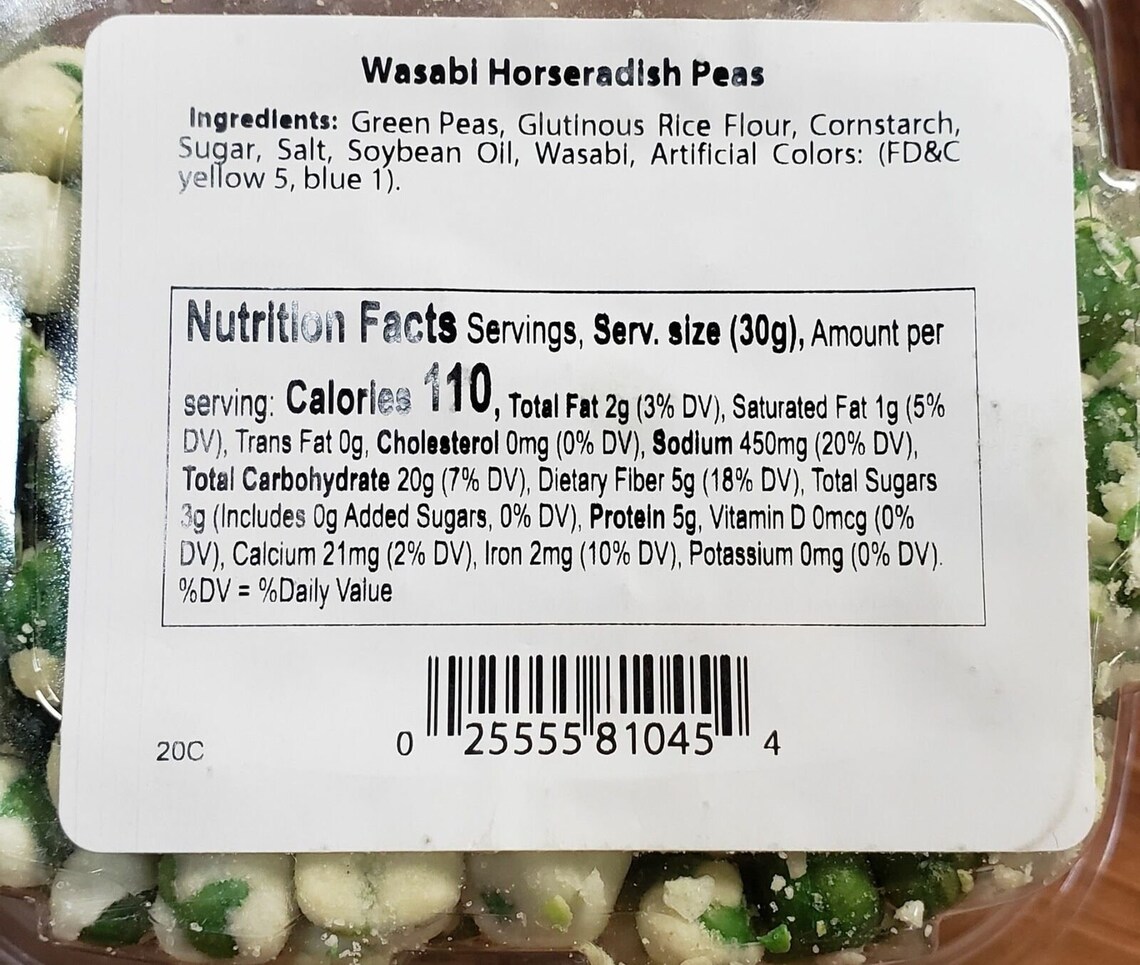 Wasabi Horseradish Peas
Ingredients: Green Peas, Glutinous Rice Flour, Cornstarch,
Sugar, Salt, Soybean Oil, Wasabi, Artificial Colors: (FD&C
yellow 5, blue 1).
Nutrition Facts Servings, Serv. size (30g), Amount per
serving: Calories 110, Total Fat 2g (3% DV), Saturated Fat 1g (5%
DV), Trans Fat 0g, Cholesterol 0mg (0% DV), Sodium 450mg (20% DV),
Total Carbohydrate 20g (7% DV), Dietary Fiber 5g (18% DV), Total Sugars
3g (Includes 0g Added Sugars, 0% DV), Protein 5g, Vitamin D 0mcg (0%
DV), Calcium 21mg (2% DV), Iron 2mg (10% DV), Potassium 0mg (0% DV).
%DV = %Daily Value
20C
0 25555 81045 4